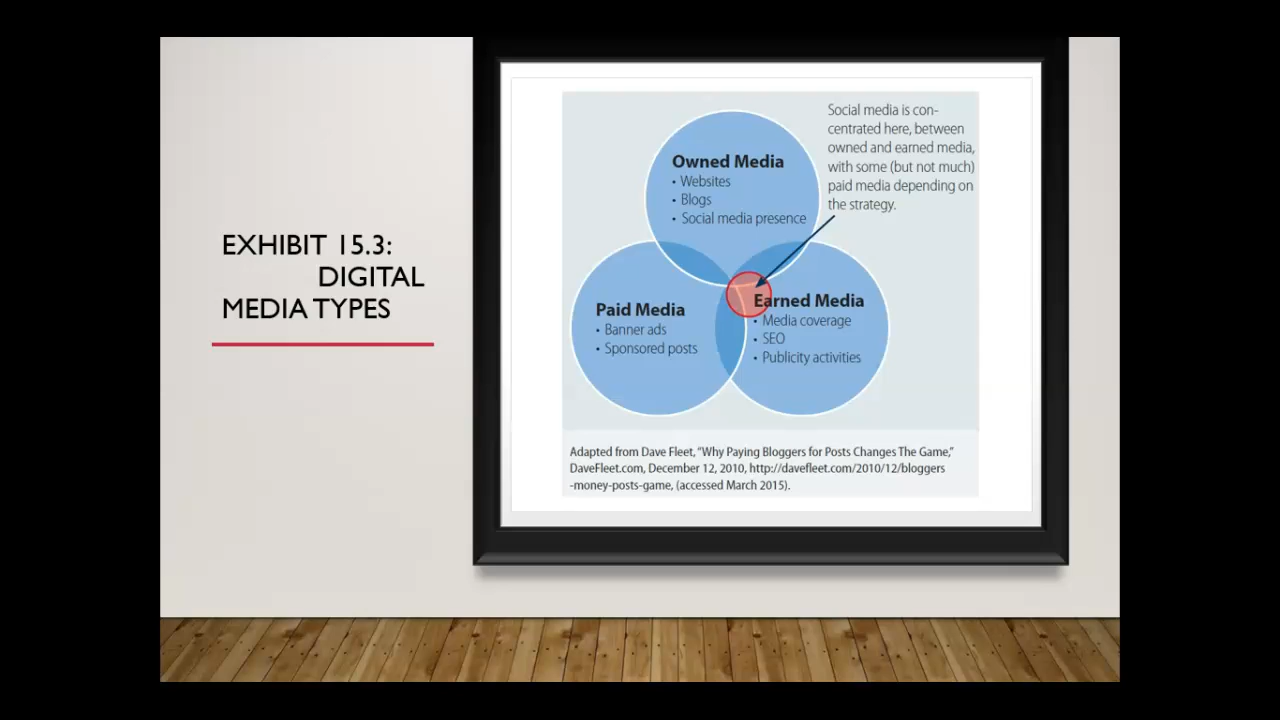 EXHIBIT 15.3:
DIGITAL
MEDIA TYPES
Owned Media
• Websites
• Blogs
• Social media presence
Social media is con-
centrated here, between
owned and earned media,
with some (but not much)
paid media depending on
the strategy.
Paid Media
• Banner ads
• Sponsored posts
Earned Media
• Media coverage
• SEO
• Publicity activities
Adapted from Dave Fleet, “Why Paying Bloggers for Posts Changes The Game,”
DaveFleet.com, December 12, 2010, http://davefleet.com/2010/12/bloggers
-money-posts-game, (accessed March 2015).